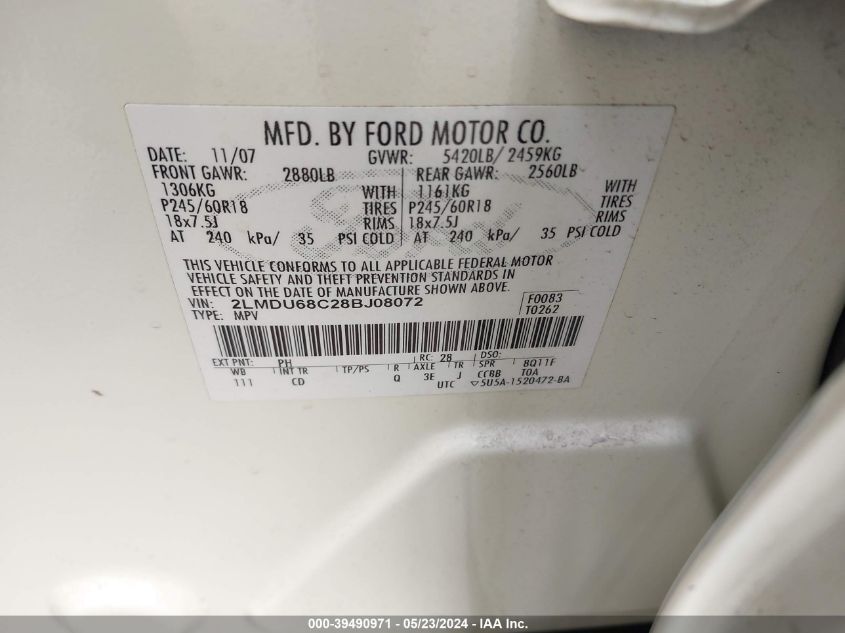 MFD. BY FORD MOTOR CO.
DATE: 11/07 GVWR: 5420LB/ 2459KG
FRONT GAWR: 2880LB REAR GAWR: 2560LB
1306KG WITH 1161KG WITH
P245/60R18 TIRES P245/60R18 TIRES
18x7.5J RIMS 18x7.5J RIMS
AT 240 kPa/ 35 PSI COLD AT 240 kPa/ 35 PSI COLD
THIS VEHICLE CONFORMS TO ALL APPLICABLE FEDERAL MOTOR
VEHICLE SAFETY AND THEFT PREVENTION STANDARDS IN
EFFECT ON THE DATE OF MANUFACTURE SHOWN ABOVE.
VIN: 2LMDU68C28BJ08072 F0083
TYPE: MPV T0262
EXT PNT: PH RC: 28 DSO:
WB INT TR TP/PS R AXLE TR SPR 8Q11F
111 CD Q 3E J CCBB TOA
UTC ▽5U5A-1520472-BA
000-39490971 - 05/23/2024 - IAAI.com